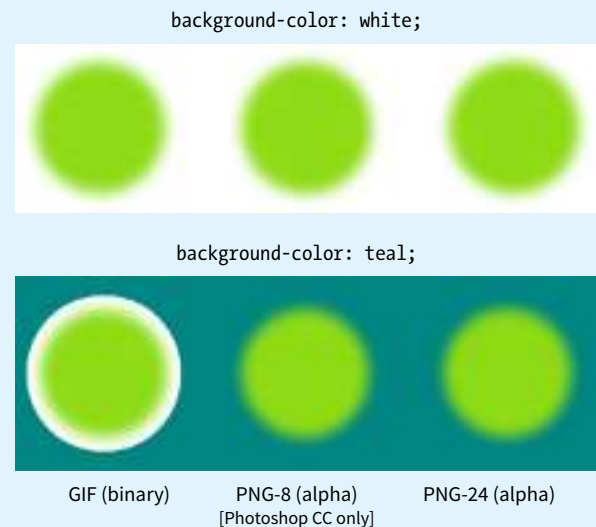 background-color: white;
background-color: teal;
GIF (binary) PNG-8 (alpha) PNG-24 (alpha)
[Photoshop CC only]